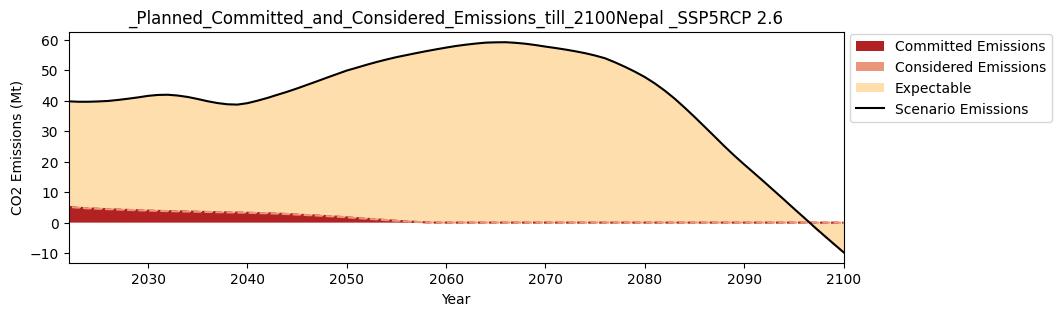 _Planned_Committed_and_Considered_Emissions_till_2100Nepal _SSP5RCP 2.6
60
50
40
30
20
10
0
−10
CO2 Emissions (Mt)
2030 2040 2050 2060 2070 2080 2090 2100
Year
Committed Emissions
Considered Emissions
Expectable
Scenario Emissions